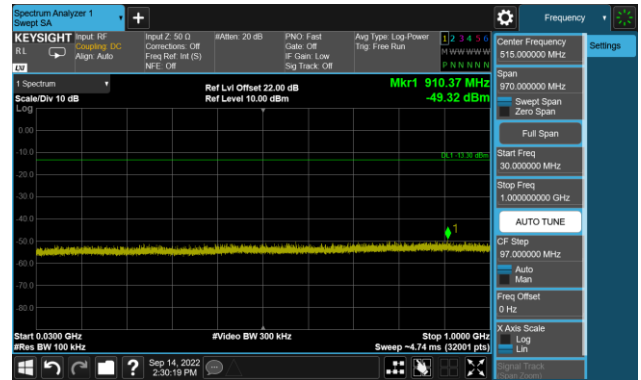 Spectrum Analyzer 1
Swept SA
+
Frequency
KEYSIGHT
RL
LXI
Input: RF
Coupling: DC
Align: Auto
Input Z: 50 Ω
Corrections: Off
Freq Ref: Int (S)
NFE: Off
#Atten: 20 dB
PNO: Fast
Gate: Off
IF Gain: Low
Sig Track: Off
Avg Type: Log-Power
Trig: Free Run
1 2 3 4 5 6
M W W W W W
P N N N N N
1 Spectrum
Scale/Div 10 dB
Log
Ref Lvl Offset 22.00 dB
Ref Level 10.00 dBm
Mkr1 910.37 MHz
-49.32 dBm
0.00
-10.0
-20.0
-30.0
-40.0
-50.0
-60.0
-70.0
-80.0
DL1 -13.30 dBm
1
Start 0.0300 GHz
#Res BW 100 kHz
#Video BW 300 kHz
Stop 1.0000 GHz
Sweep ~4.74 ms (32001 pts)
Center Frequency
515.000000 MHz
Settings
Span
970.000000 MHz
Swept Span
Zero Span
Full Span
Start Freq
30.000000 MHz
Stop Freq
1.000000000 GHz
AUTO TUNE
CF Step
97.000000 MHz
Auto
Man
Freq Offset
0 Hz
X Axis Scale
Log
Lin
Signal Track
(Span Zoom)
?
Sep 14, 2022
2:30:19 PM